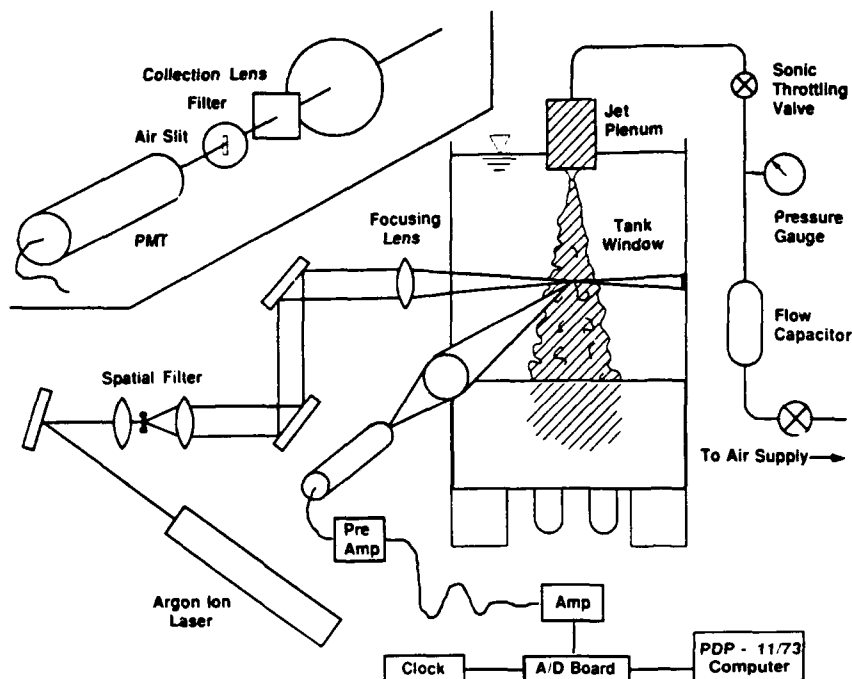 Collection Lens
Filter
Air Slit
PMT
Sonic
Throttling
Valve
Jet
Plenum
Focusing
Lens
Tank
Window
Pressure
Gauge
Flow
Capacitor
Spatial Filter
To Air Supply
Pre
Amp
Argon Ion
Laser
Amp
Clock
A/D Board
PDP - 11/73
Computer